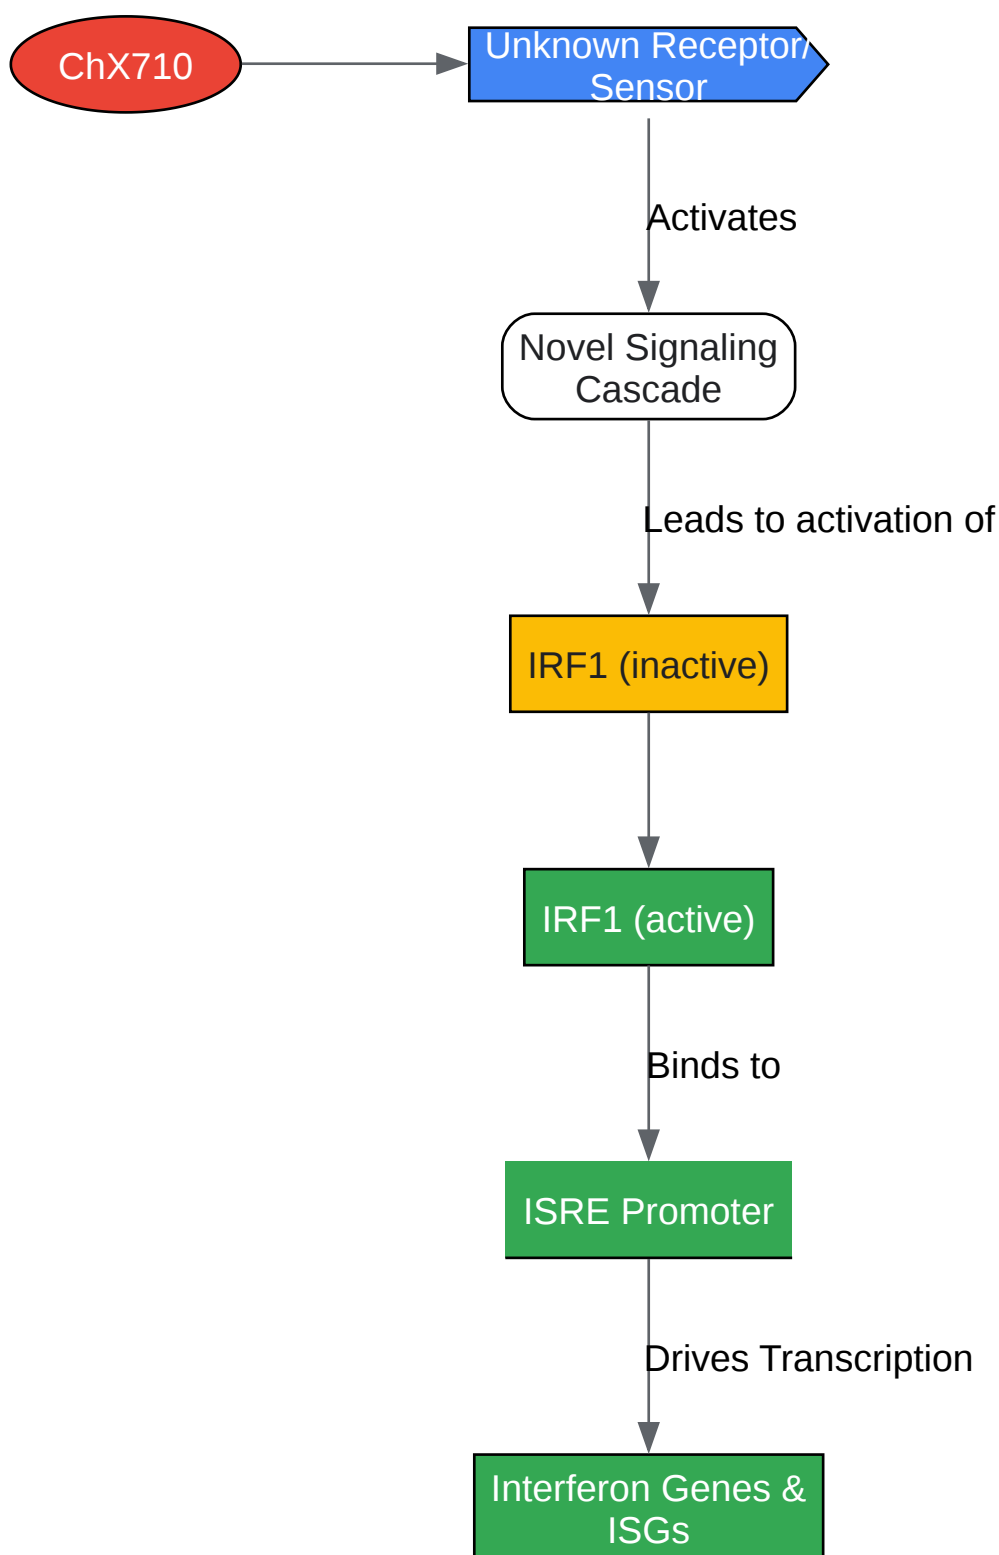 ChX710
Unknown Receptor/
Sensor
Activates
Novel Signaling
Cascade
Leads to activation of
IRF1 (inactive)
IRF1 (active)
Binds to
ISRE Promoter
Drives Transcription
Interferon Genes &
ISGs